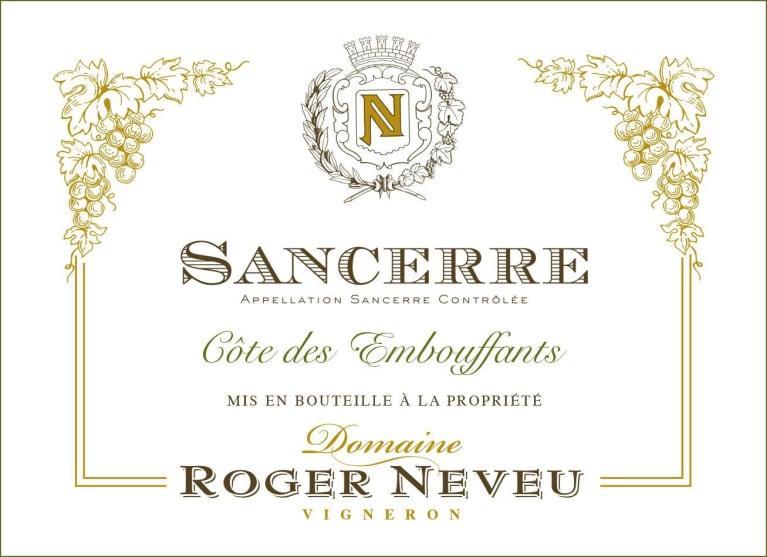 N
SANCERRE
APPELLATION SANCERRE CONTRÔLÉE
Côte des Embouffants
MIS EN BOUTEILLE À LA PROPRIÉTÉ
Domaine
ROGER NEVEU
VIGNERON